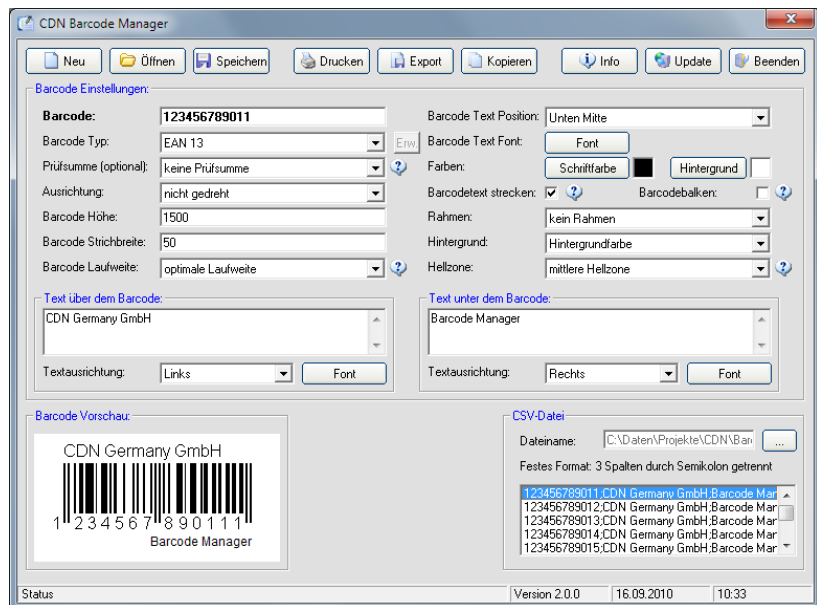 CDN Barcode Manager
Neu Öffnen Speichern Drucken Export Kopieren Info Update Beenden
Barcode Einstellungen:
Barcode: 123456789011
Barcode Typ: EAN 13 Erw.
Prüfsumme (optional): keine Prüfsumme
Ausrichtung: nicht gedreht
Barcode Höhe: 1500
Barcode Strichbreite: 50
Barcode Laufweite: optimale Laufweite
Barcode Text Position: Unten Mitte
Barcode Text Font: Font
Farben: Schriftfarbe Hintergrund
Barcodetext strecken: Barcodebalken:
Rahmen: kein Rahmen
Hintergrund: Hintergrundfarbe
Hellzone: mittlere Hellzone
Text über dem Barcode:
CDN Germany GmbH
Textausrichtung: Links Font
Text unter dem Barcode:
Barcode Manager
Textausrichtung: Rechts Font
Barcode Vorschau:
CDN Germany GmbH
1 234567 890111
Barcode Manager
CSV-Datei
Dateiname: C:\Daten\Projekte\CDN\Bar ...
Festes Format: 3 Spalten durch Semikolon getrennt
123456789011;CDN Germany GmbH;Barcode Mar
123456789012;CDN Germany GmbH;Barcode Mar
123456789013;CDN Germany GmbH;Barcode Mar
123456789014;CDN Germany GmbH;Barcode Mar
123456789015;CDN Germany GmbH;Barcode Mar
Status Version 2.0.0 16.09.2010 10:33